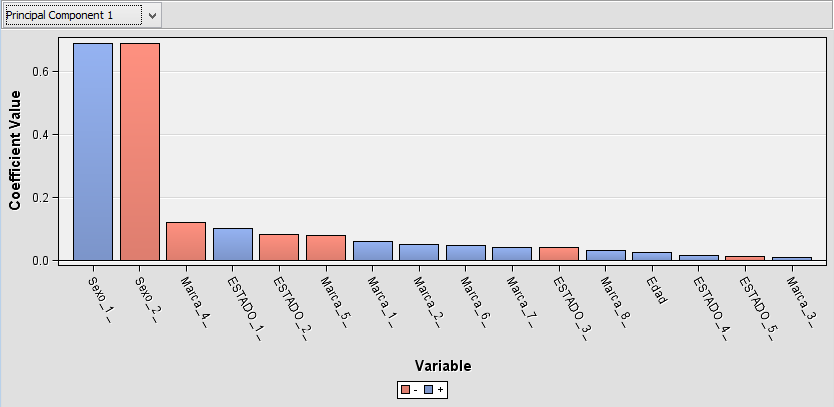 Principal Component 1
Coefficient Value
0.6
0.4
0.2
0.0
Sexo_1_
Sexo_2_
Marca_4_
ESTADO_1_
ESTADO_2_
Marca_5_
Marca_1_
Marca_2_
Marca_6_
Marca_7_
ESTADO_3_
Marca_8_
Edad
ESTADO_4_
ESTADO_5_
Marca_3_
Variable
- +